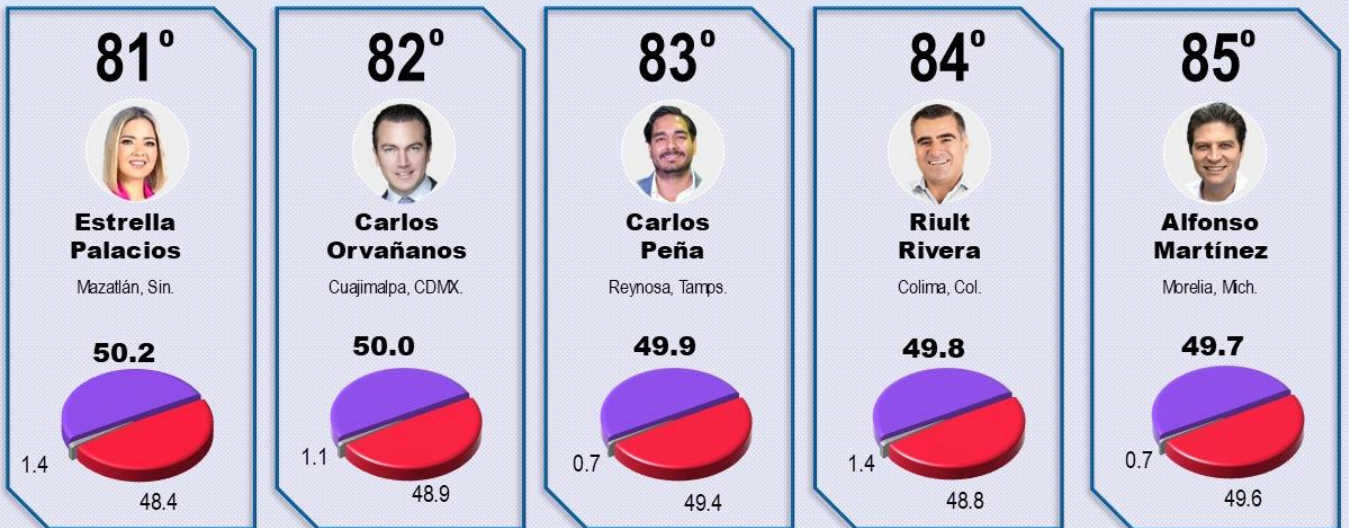 81º
Estrella
Palacios
Mazatlán, Sin.
50.2
1.4
48.4
82º
Carlos
Orvañanos
Cuajimalpa, CDMX.
50.0
1.1
48.9
83º
Carlos
Peña
Reynosa, Tamps.
49.9
0.7
49.4
84º
Riult
Rivera
Colima, Col.
49.8
1.4
48.8
85º
Alfonso
Martínez
Morelia, Mich.
49.7
0.7
49.6